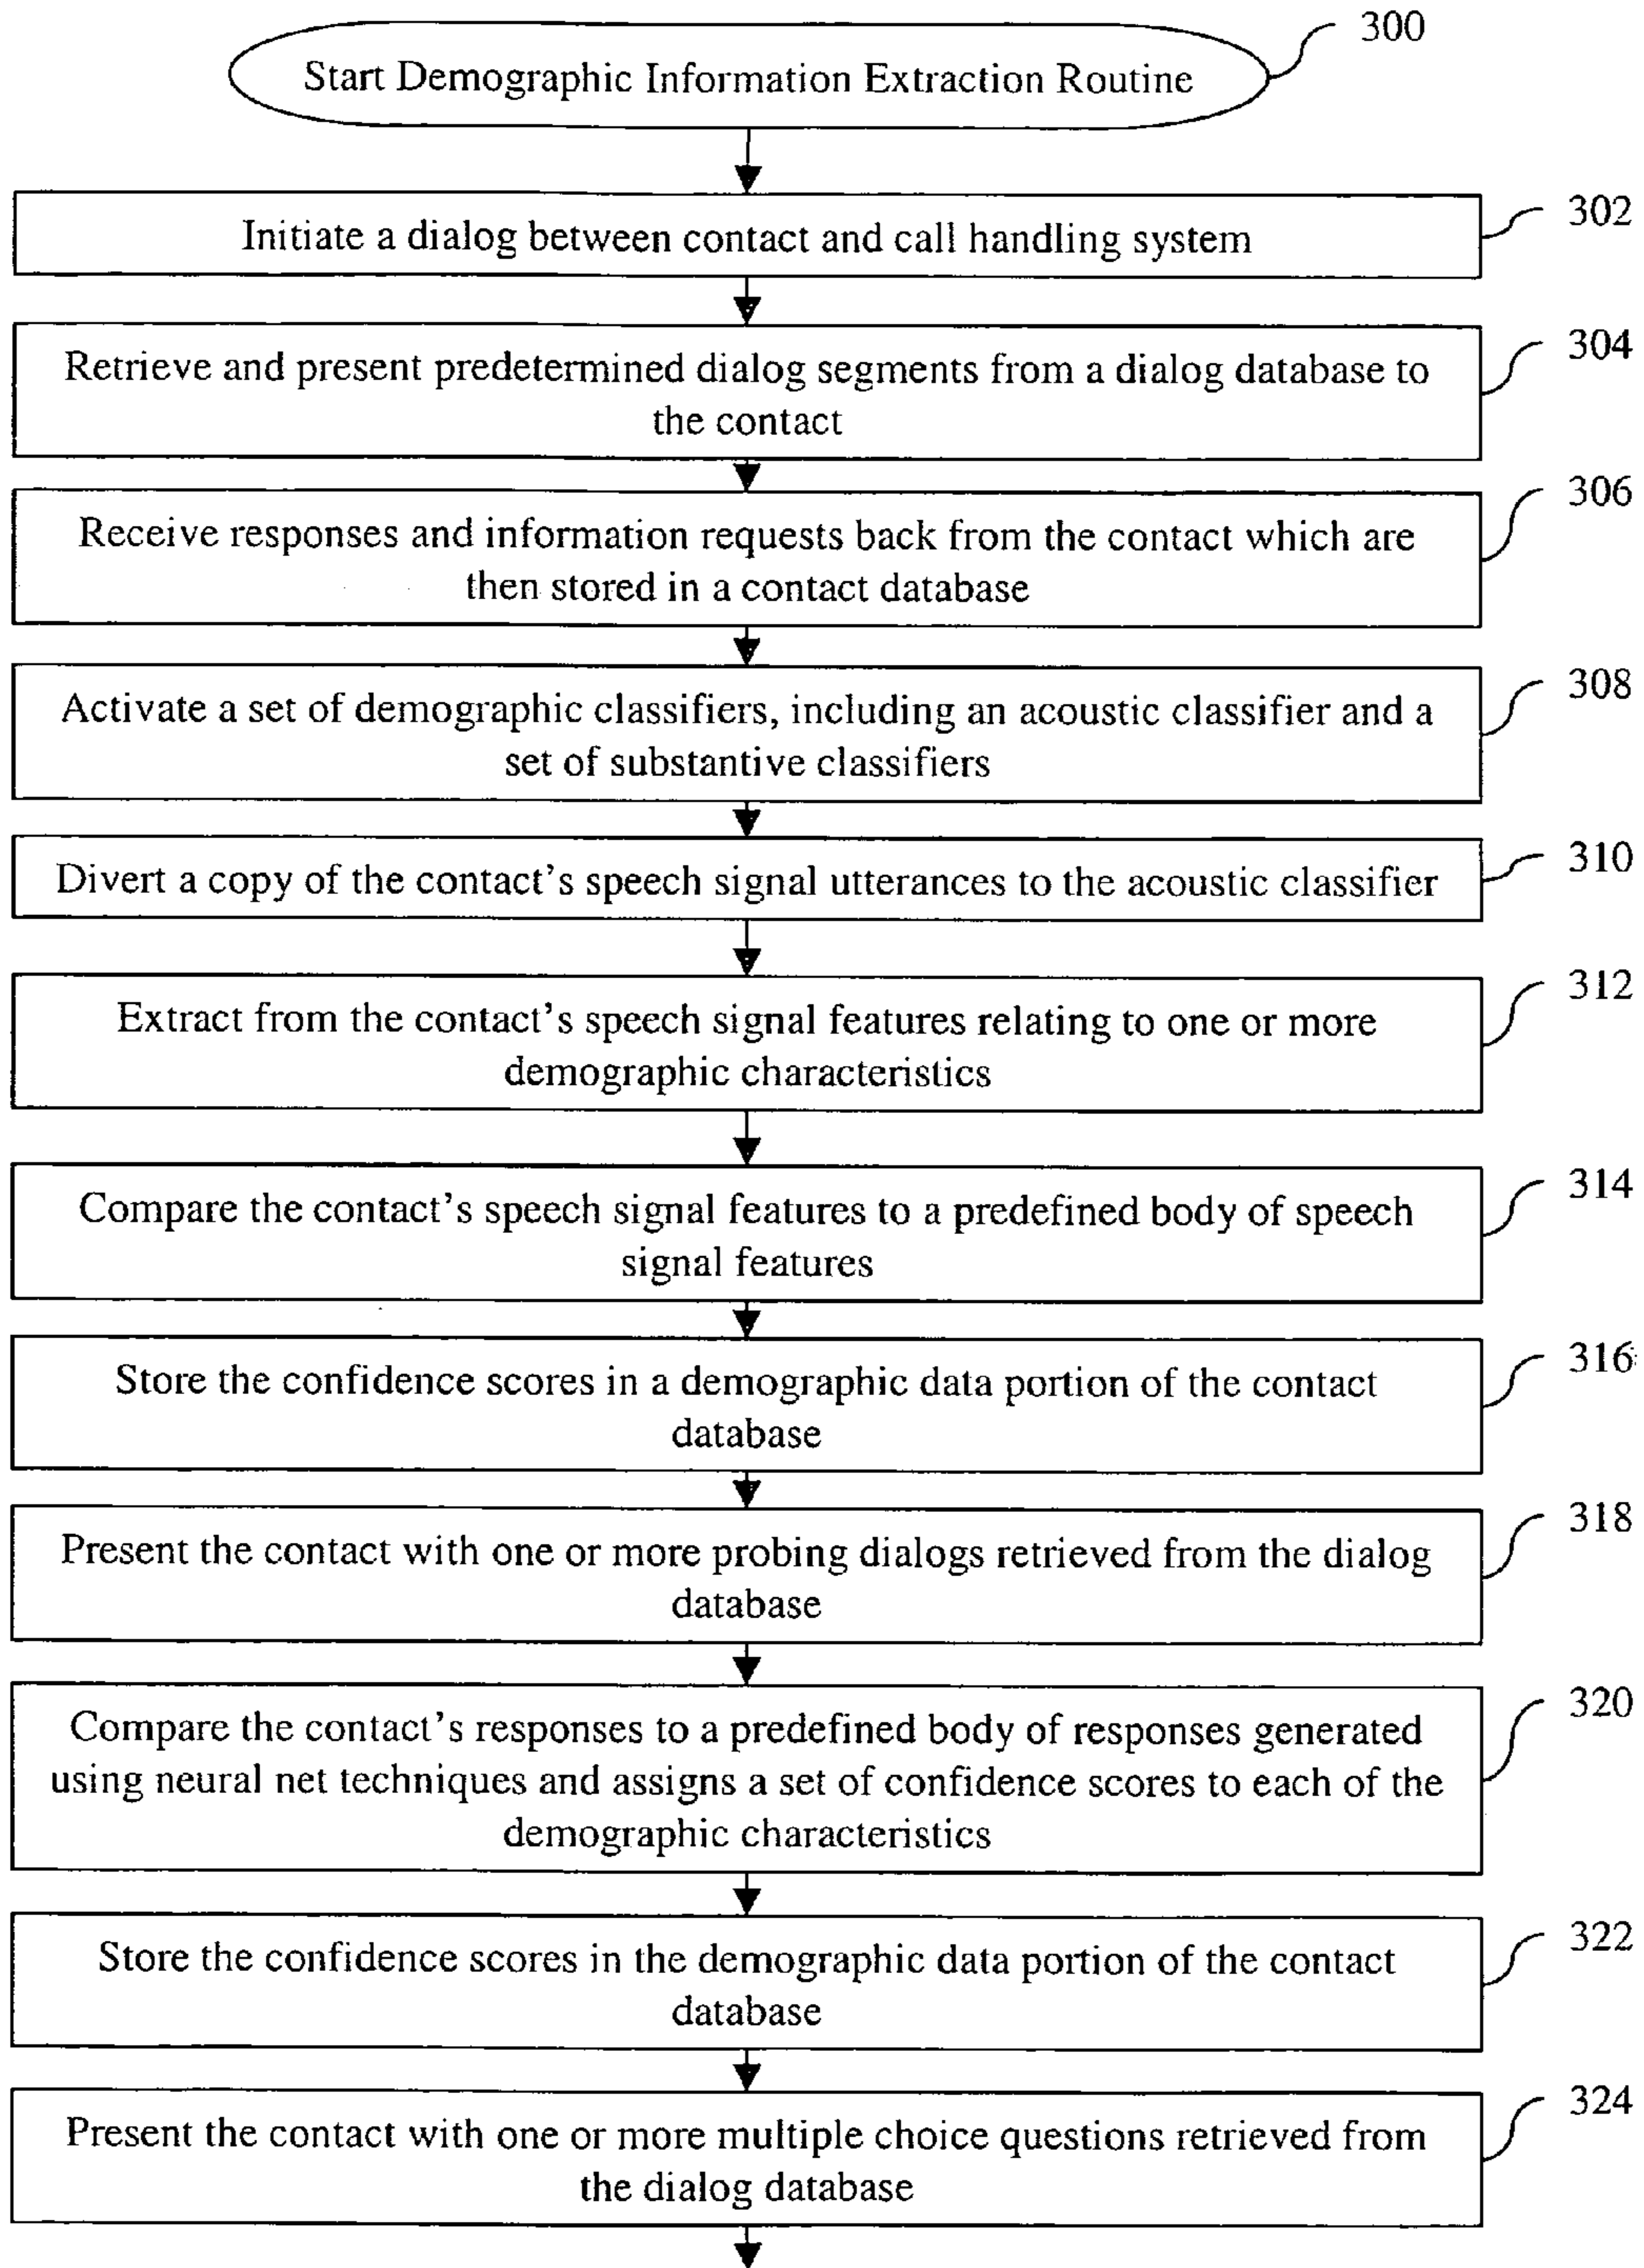 300
Start Demographic Information Extraction Routine
302
Initiate a dialog between contact and call handling system
304
Retrieve and present predetermined dialog segments from a dialog database to
the contact
306
Receive responses and information requests back from the contact which are
then stored in a contact database
308
Activate a set of demographic classifiers, including an acoustic classifier and a
set of substantive classifiers
310
Divert a copy of the contact's speech signal utterances to the acoustic classifier
312
Extract from the contact's speech signal features relating to one or more
demographic characteristics
314
Compare the contact's speech signal features to a predefined body of speech
signal features
316
Store the confidence scores in a demographic data portion of the contact
database
318
Present the contact with one or more probing dialogs retrieved from the dialog
database
320
Compare the contact's responses to a predefined body of responses generated
using neural net techniques and assigns a set of confidence scores to each of the
demographic characteristics
322
Store the confidence scores in the demographic data portion of the contact
database
324
Present the contact with one or more multiple choice questions retrieved from
the dialog database